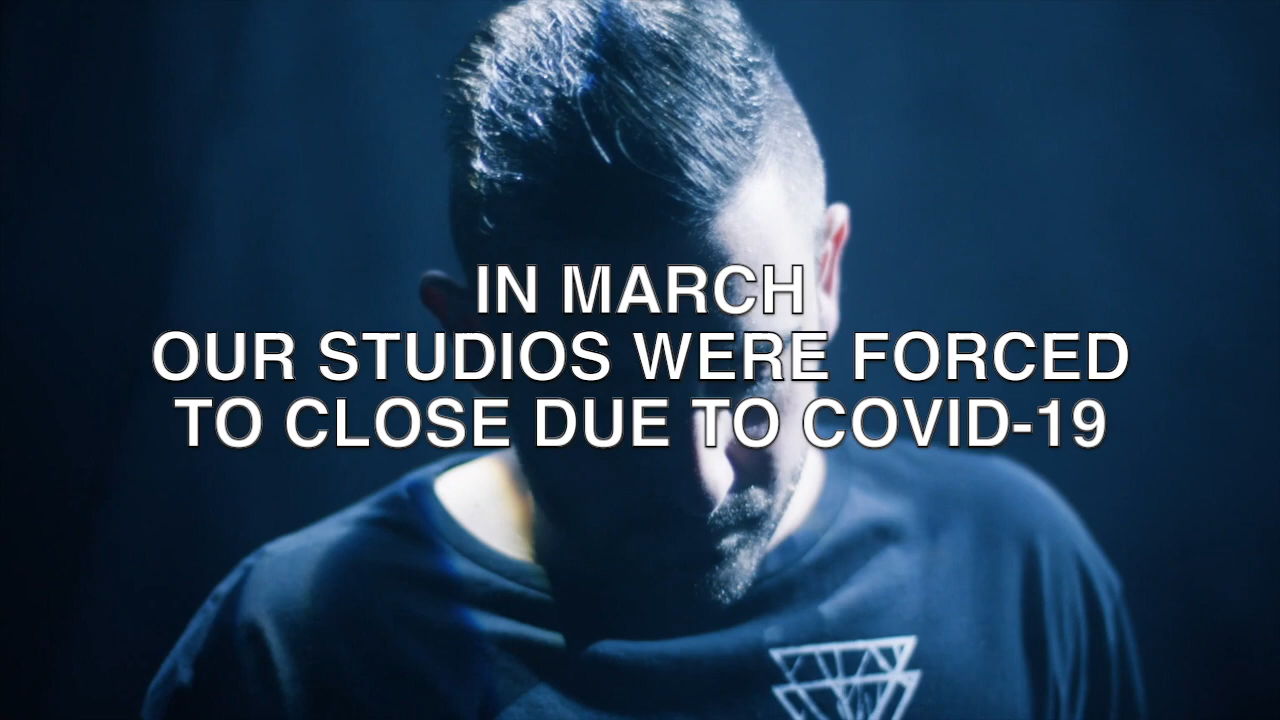 IN MARCH
OUR STUDIOS WERE FORCED
TO CLOSE DUE TO COVID-19